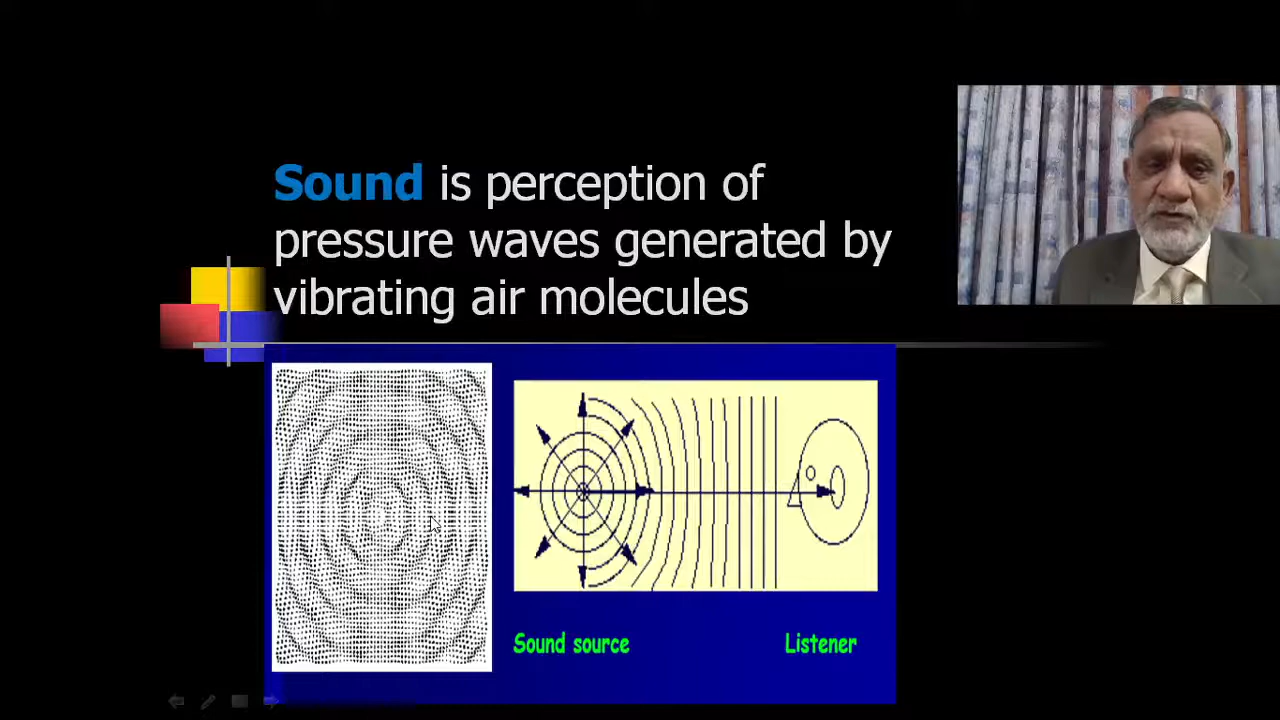 Sound is perception of
pressure waves generated by
vibrating air molecules
Sound source
Listener